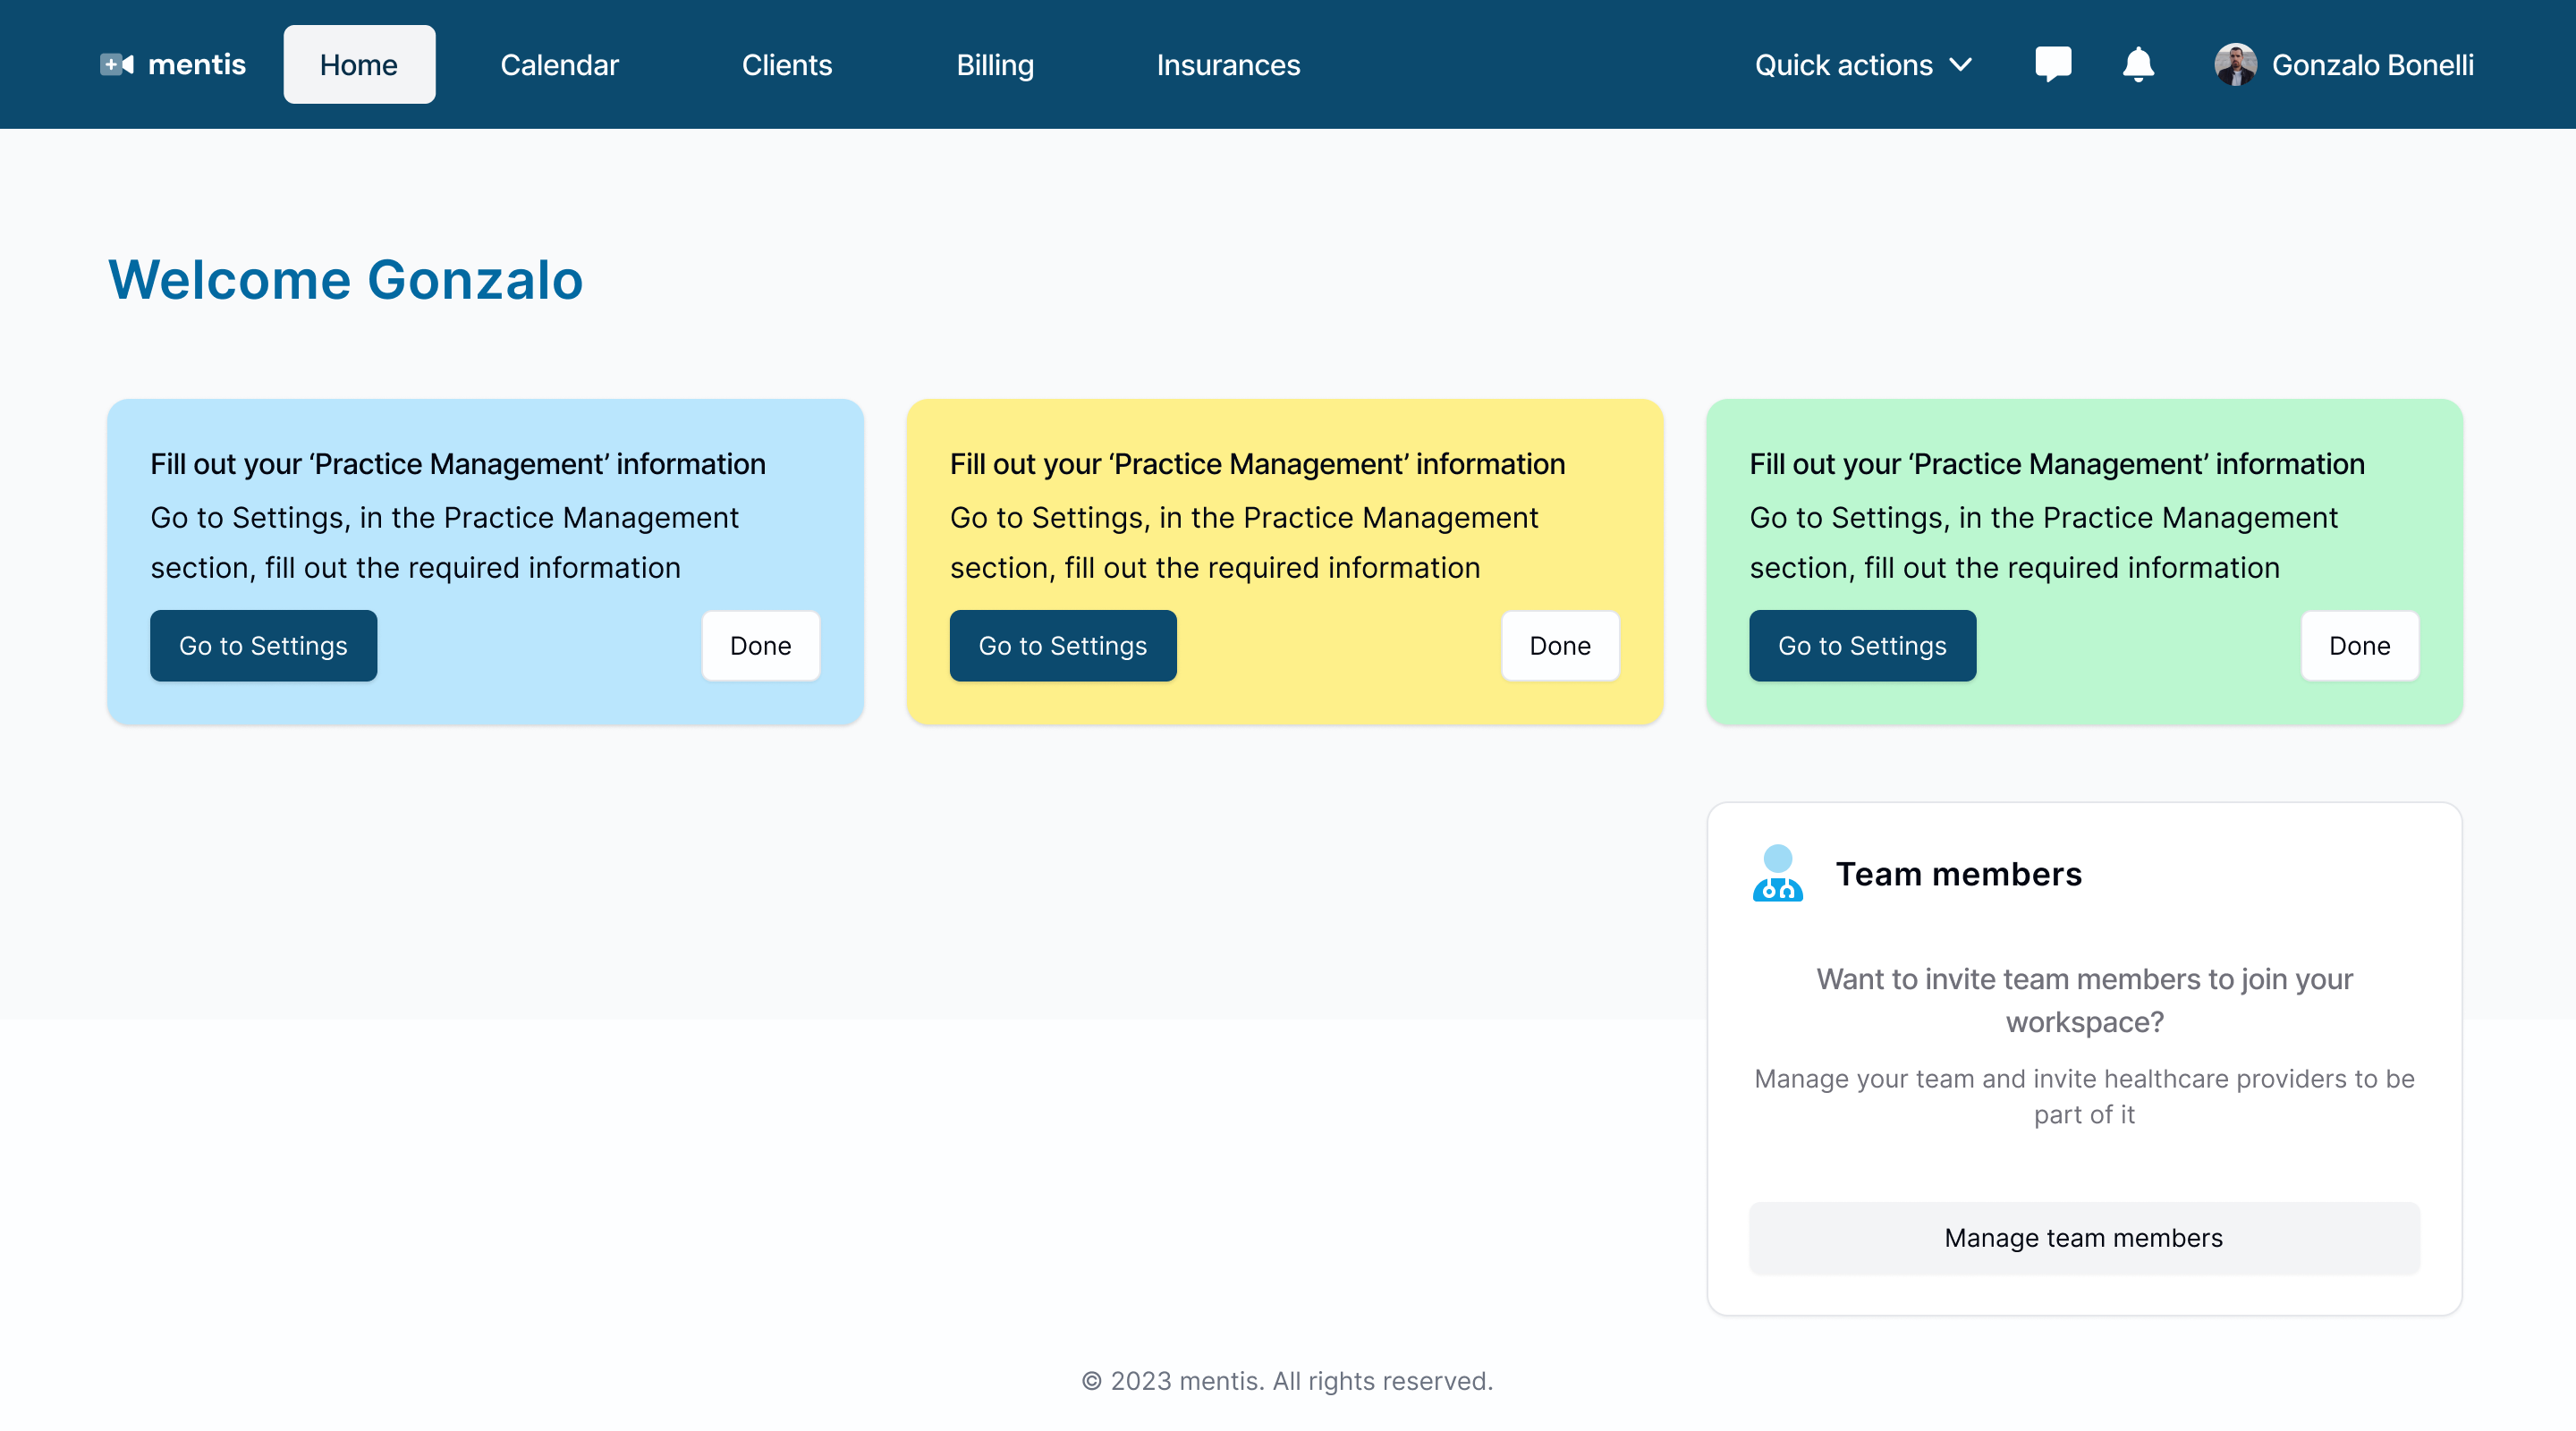 mentis
Home
Calendar
Clients
Billing
Insurances
Quick actions
Gonzalo Bonelli
Welcome Gonzalo
Fill out your ‘Practice Management’ information
Go to Settings, in the Practice Management
section, fill out the required information
Go to Settings
Done
Fill out your ‘Practice Management’ information
Go to Settings, in the Practice Management
section, fill out the required information
Go to Settings
Done
Fill out your ‘Practice Management’ information
Go to Settings, in the Practice Management
section, fill out the required information
Go to Settings
Done
Team members
Want to invite team members to join your
workspace?
Manage your team and invite healthcare providers to be
part of it
Manage team members
© 2023 mentis. All rights reserved.